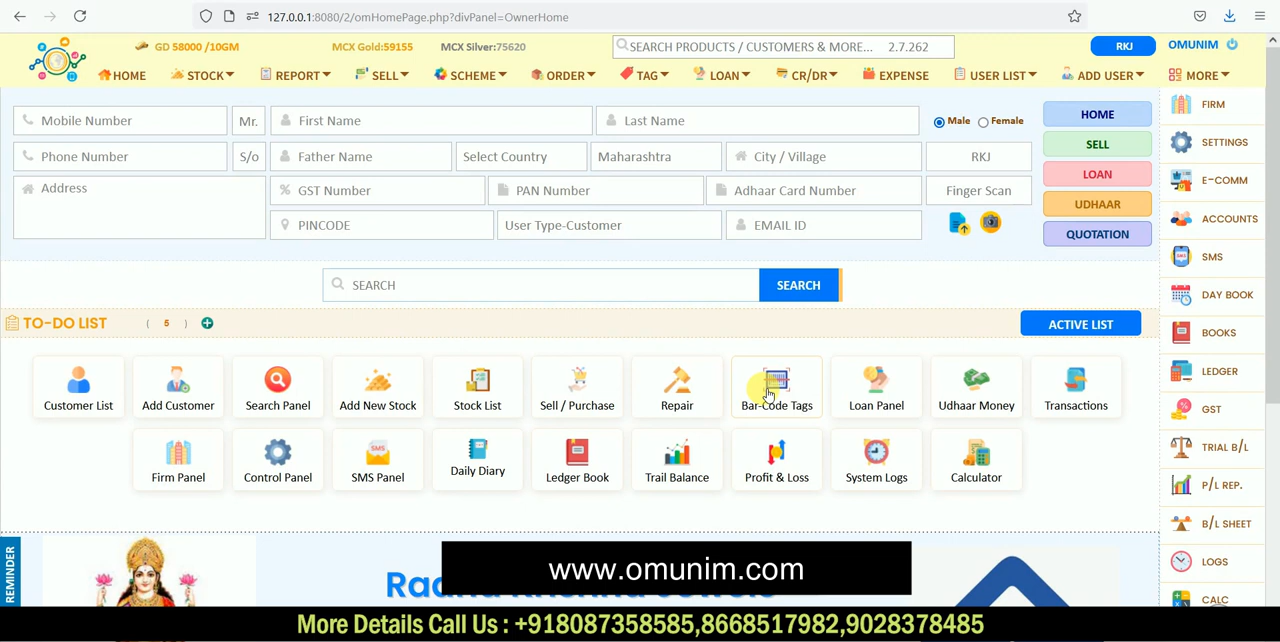 127.0.0.1:8080/2/omHomePage.php?divPanel=OwnerHome
GD 58000 /10GM MCX Gold:59155 MCX Silver:75620 SEARCH PRODUCTS / CUSTOMERS & MORE... 2.7.262 RKJ OMUNIM
HOME STOCK REPORT SELL SCHEME ORDER TAG LOAN CR/DR EXPENSE USER LIST ADD USER MORE
Mobile Number Mr. First Name Last Name Male Female HOME FIRM
Phone Number S/o Father Name Select Country Maharashtra City / Village RKJ SELL SETTINGS
Address GST Number PAN Number Adhaar Card Number Finger Scan LOAN E-COMM
PINCODE User Type-Customer EMAIL ID UDHAAR ACCOUNTS
QUOTATION
SMS
SEARCH SEARCH DAY BOOK
TO-DO LIST ( 5 ) ACTIVE LIST BOOKS
LEDGER
Customer List Add Customer Search Panel Add New Stock Stock List Sell / Purchase Repair Bar-Code Tags Loan Panel Udhaar Money Transactions GST
TRIAL B/L
Firm Panel Control Panel SMS Panel Daily Diary Ledger Book Trail Balance Profit & Loss System Logs Calculator P/L REP.
B/L SHEET
REMINDER www.omunim.com LOGS
CALC
More Details Call Us : +918087358585,8668517982,9028378485